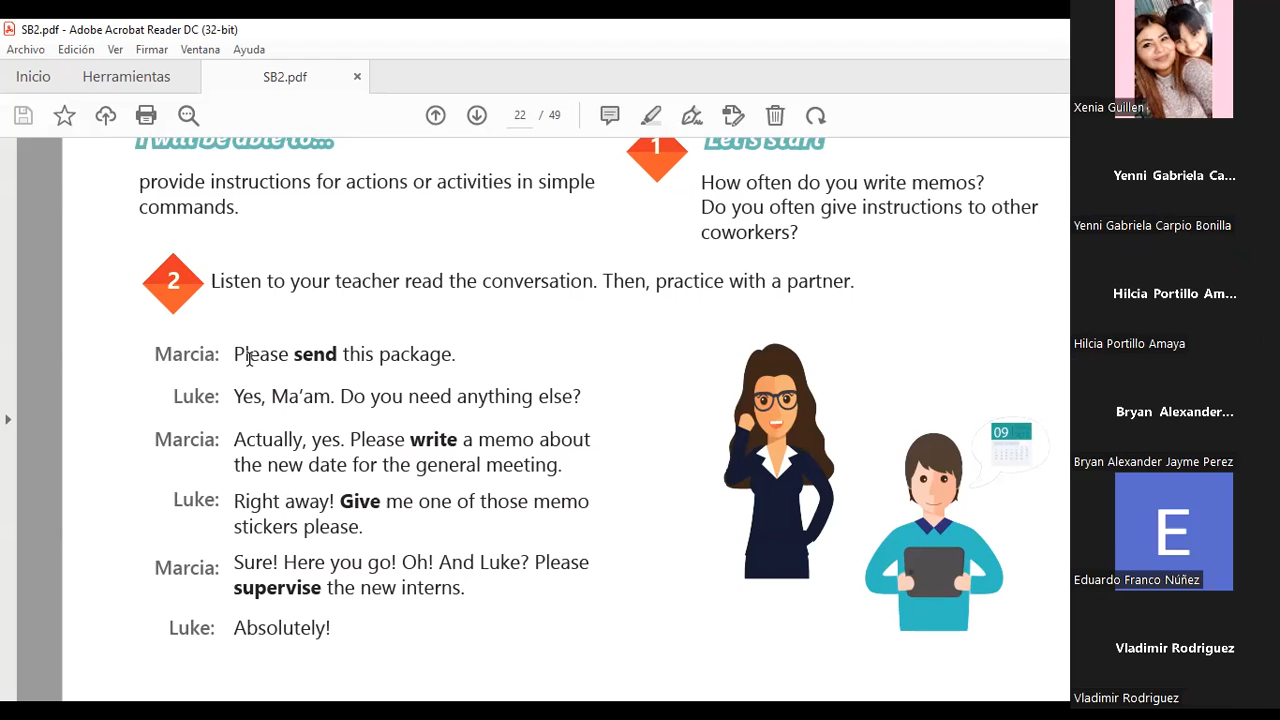 SB2.pdf - Adobe Acrobat Reader DC (32-bit)
Archivo Edición Ver Firmar Ventana Ayuda
Inicio Herramientas SB2.pdf ×
22 / 49
I will be able to...
provide instructions for actions or activities in simple
commands.
1 Let's start
How often do you write memos?
Do you often give instructions to other
coworkers?
2 Listen to your teacher read the conversation. Then, practice with a partner.
Marcia: Please send this package.
Luke: Yes, Ma'am. Do you need anything else?
Marcia: Actually, yes. Please write a memo about
the new date for the general meeting.
Luke: Right away! Give me one of those memo
stickers please.
Marcia: Sure! Here you go! Oh! And Luke? Please
supervise the new interns.
Luke: Absolutely!
09
Xenia Guillen
Yenni Gabriela Ca...
Yenni Gabriela Carpio Bonilla
Hilcia Portillo Am...
Hilcia Portillo Amaya
Bryan Alexander...
Bryan Alexander Jayme Perez
E
Eduardo Franco Núñez
Vladimir Rodriguez
Vladimir Rodriguez